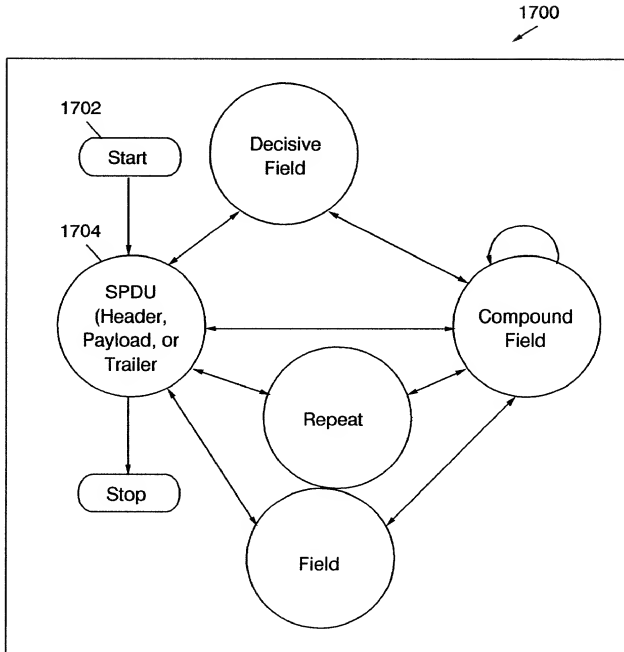 1700
1702
Start
Decisive
Field
1704
SPDU
(Header,
Payload, or
Trailer
Compound
Field
Repeat
Stop
Field